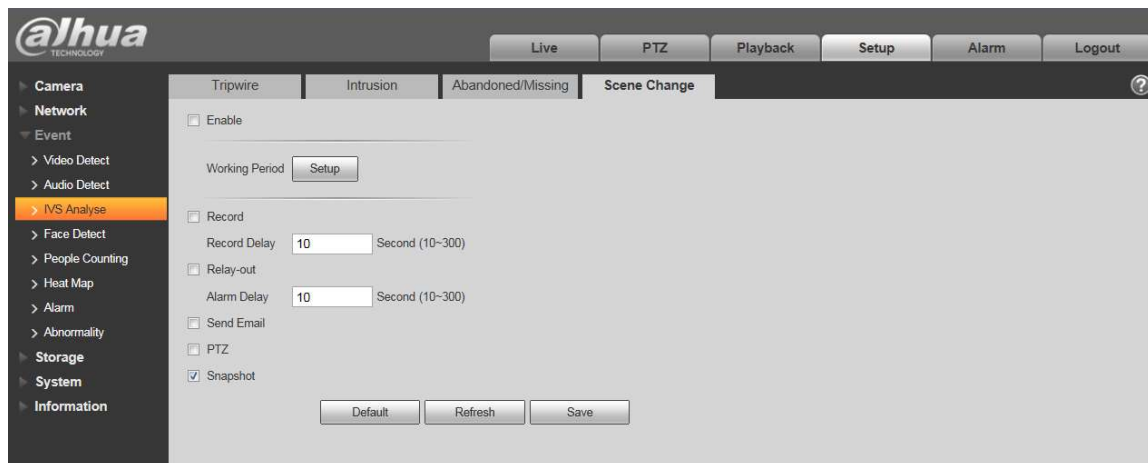 alhua
TECHNOLOGY
Live PTZ Playback Setup Alarm Logout
Camera
Network
Event
> Video Detect
> Audio Detect
> IVS Analyse
> Face Detect
> People Counting
> Heat Map
> Alarm
> Abnormality
Storage
System
Information
Tripwire Intrusion Abandoned/Missing Scene Change ?
Enable
Working Period Setup
Record
Record Delay 10 Second (10~300)
Relay-out
Alarm Delay 10 Second (10~300)
Send Email
PTZ
Snapshot
Default Refresh Save